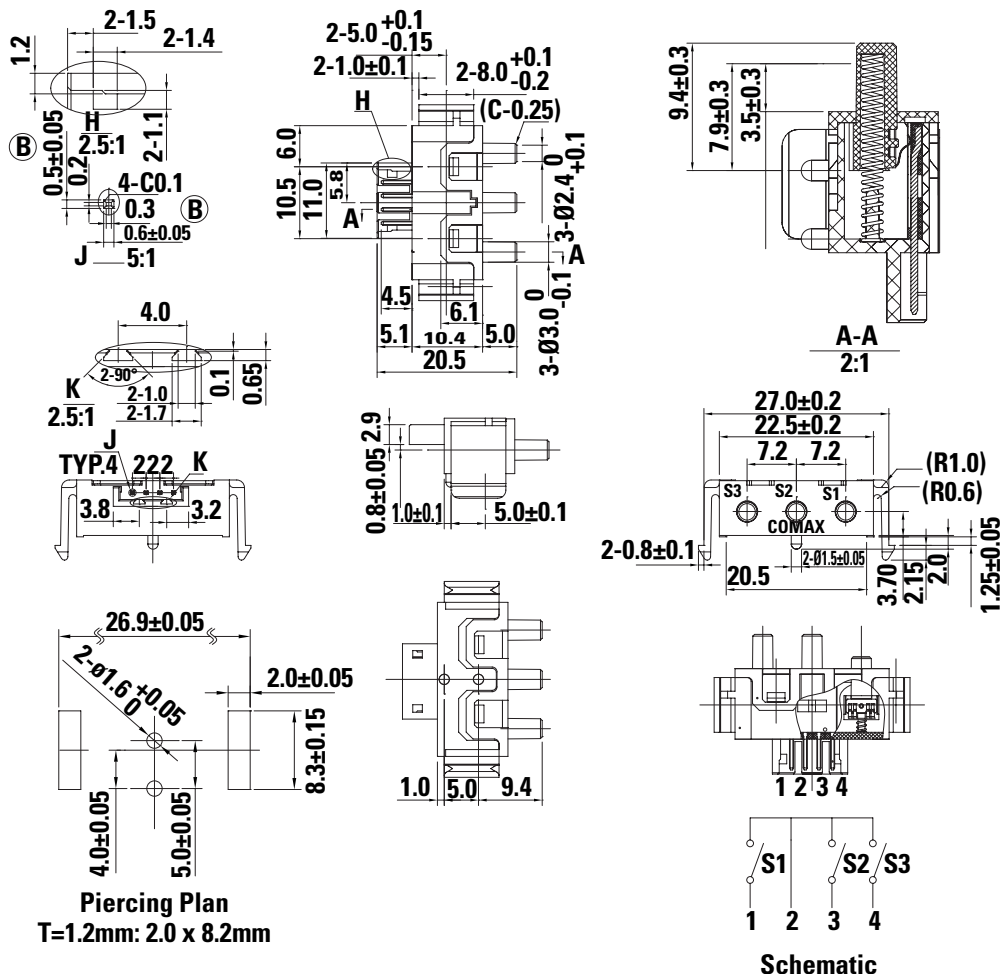 2-1.5
2-1.4
1.2
H
2.5:1
2-1.1
B
0.5±0.05
0.2
4-C0.1
0.3
B
0.6±0.05
J
5:1
2-5.0 +0.1 -0.15
2-1.0±0.1
2-8.0 +0.1 -0.2
H
(C-0.25)
6.0
5.8
10.5
11.0
A
A
3-Ø2.4 0 +0.1
3-Ø3.0 0 -0.1
4.5
6.1
5.1
10.4
5.0
20.5
9.4±0.3
7.9±0.3
3.5±0.3
A-A
2:1
4.0
K
2.5:1
2-90°
2-1.0
2-1.7
0.1
0.65
J
TYP.4
222
K
3.8
3.2
2.9
0.8±0.05
1.0±0.1
5.0±0.1
27.0±0.2
22.5±0.2
7.2
7.2
(R1.0)
(R0.6)
S3
S2
S1
COMAX
2-0.8±0.1
2-Ø1.5±0.05
20.5
3.70
2.15
2.0
1.25±0.05
26.9±0.05
2-ø1.6 +0.05 0
2.0±0.05
8.3±0.15
4.0±0.05
5.0±0.05
Piercing Plan
T=1.2mm: 2.0 x 8.2mm
1.0
5.0
9.4
1 2 3 4
S1
S2
S3
1
2
3
4
Schematic